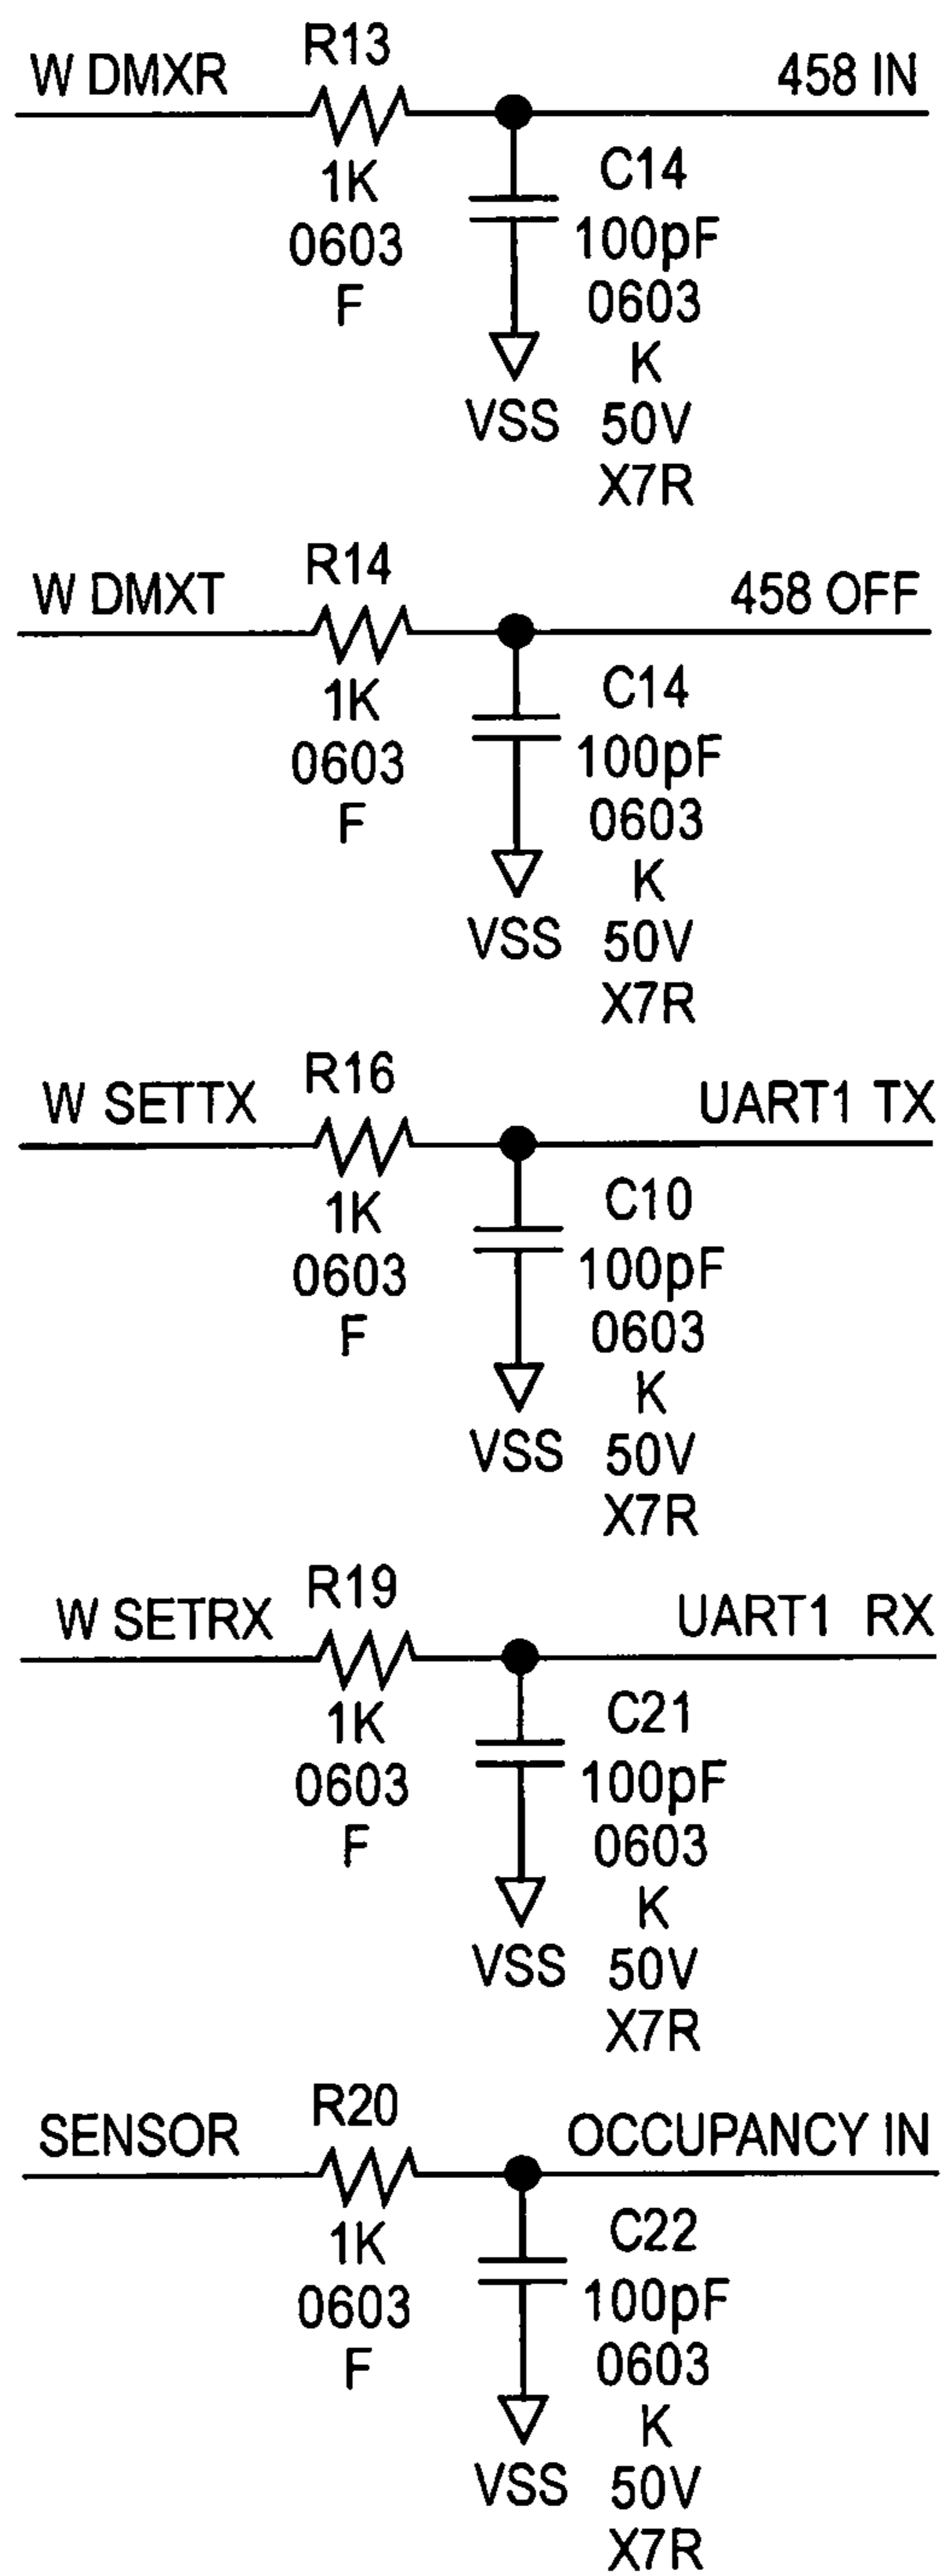 W DMXR
R13
458 IN
1K
0603
F
C14
100pF
0603
K
50V
X7R
VSS
W DMXT
R14
458 OFF
1K
0603
F
C14
100pF
0603
K
50V
X7R
VSS
W SETTX
R16
UART1 TX
1K
0603
F
C10
100pF
0603
K
50V
X7R
VSS
W SETRX
R19
UART1 RX
1K
0603
F
C21
100pF
0603
K
50V
X7R
VSS
SENSOR
R20
OCCUPANCY IN
1K
0603
F
C22
100pF
0603
K
50V
X7R
VSS